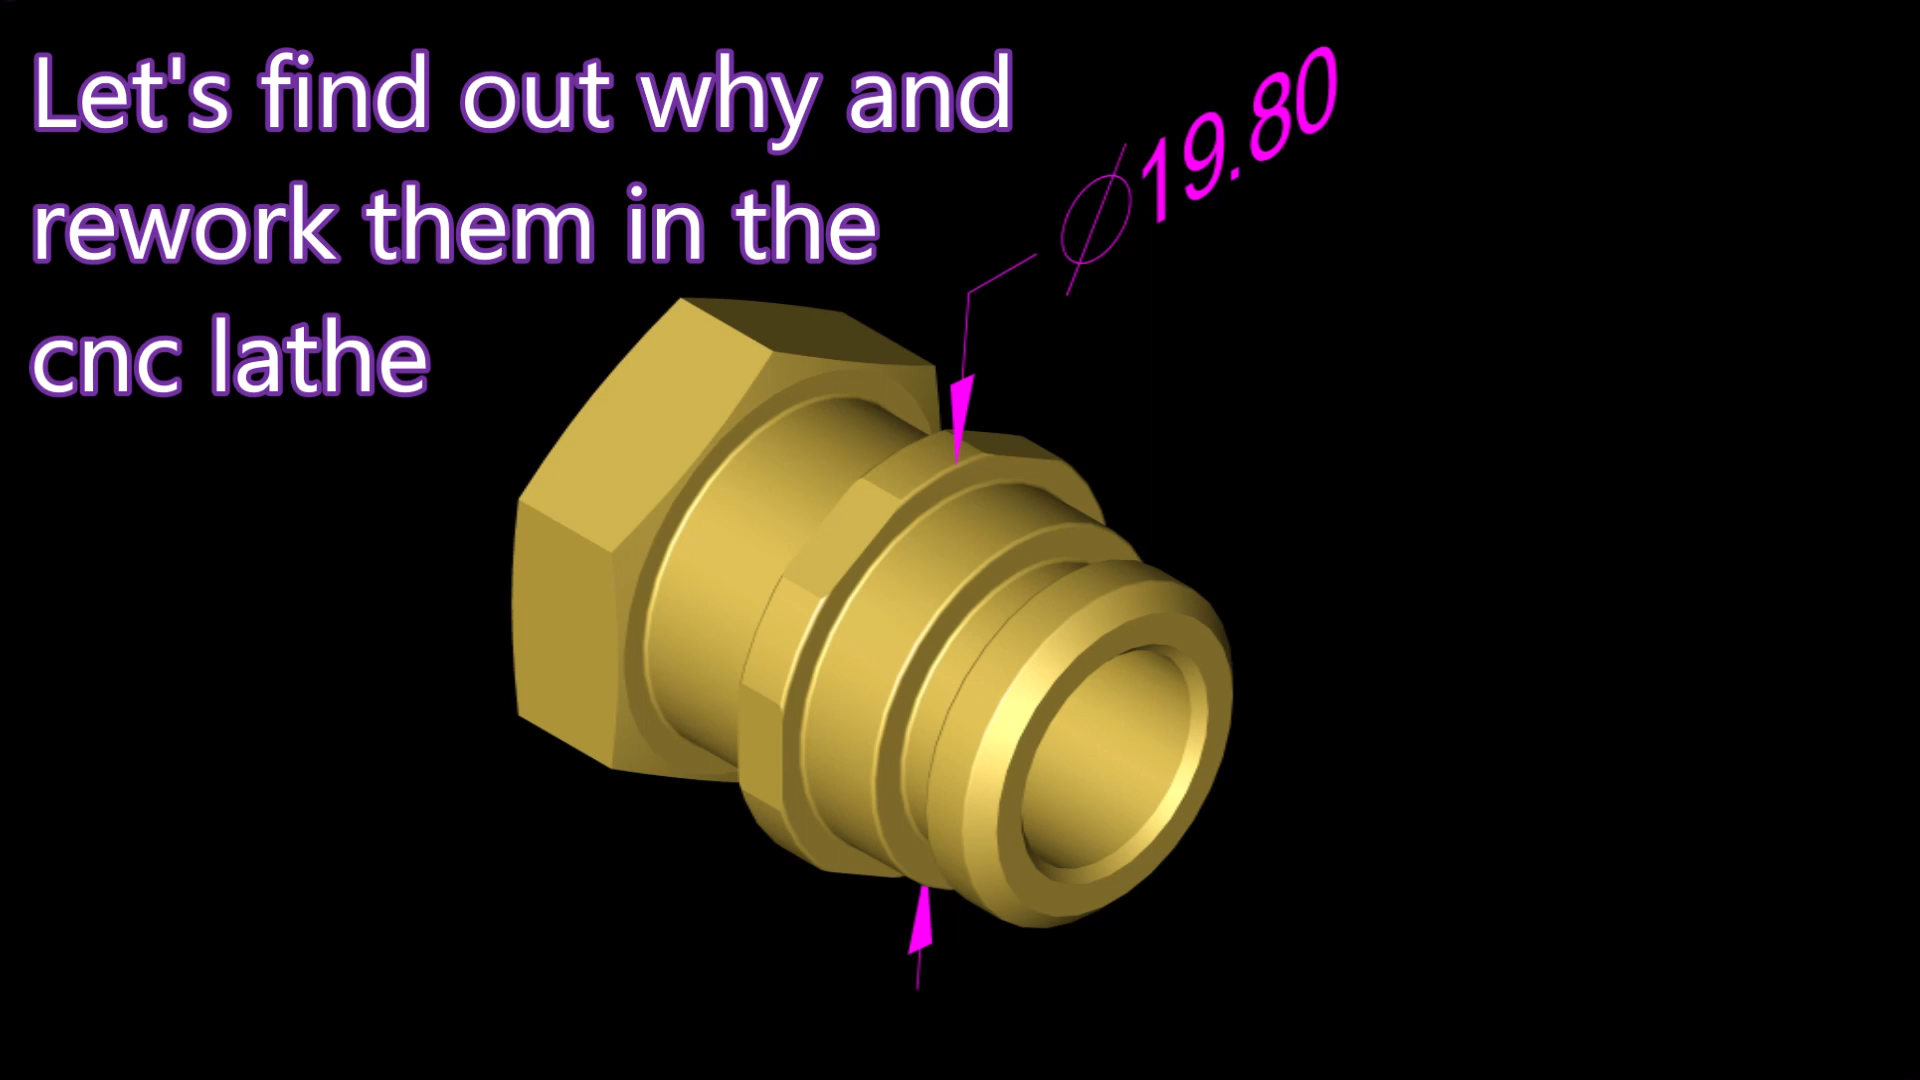 Let's find out why and
rework them in the
cnc lathe
⌀19.80